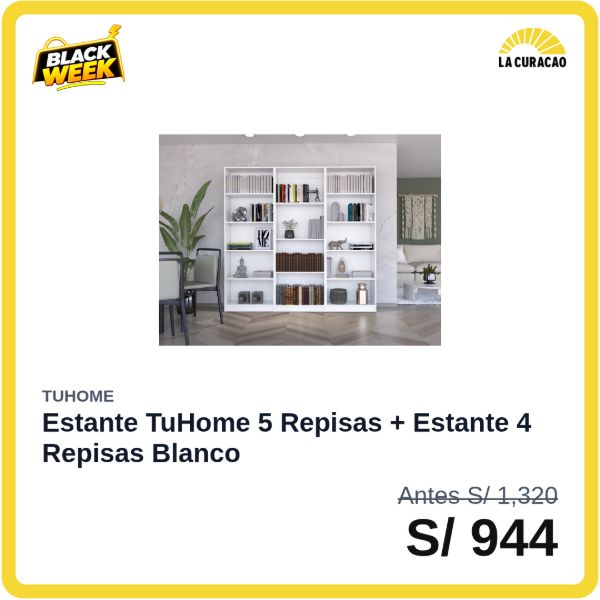 BLACK
WEEK
LA CURACAO
TUHOME
Estante TuHome 5 Repisas + Estante 4
Repisas Blanco
Antes S/ 1,320
S/ 944